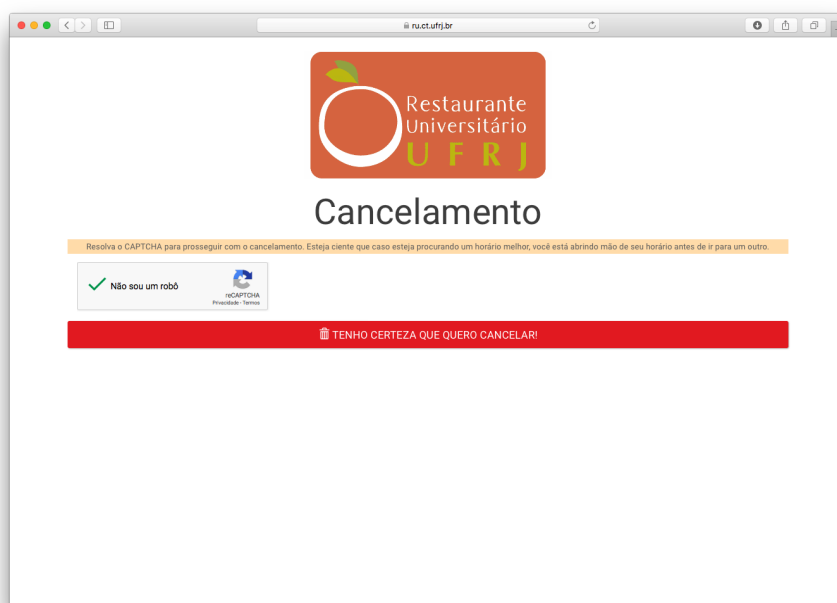 ru.ct.ufrj.br
Restaurante
Universitário
UFRJ
Cancelamento
Resolva o CAPTCHA para prosseguir com o cancelamento. Esteja ciente que caso esteja procurando um horário melhor, você está abrindo mão de seu horário antes de ir para um outro.
Não sou um robô
reCAPTCHA
Privacidade - Termos
TENHO CERTEZA QUE QUERO CANCELAR!